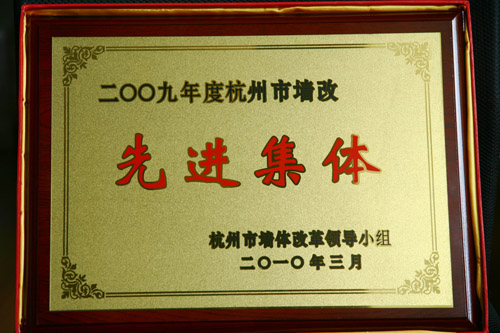 二〇〇九年度杭州市墙改
先进集体
杭州市墙体改革领导小组
二〇一〇年三月